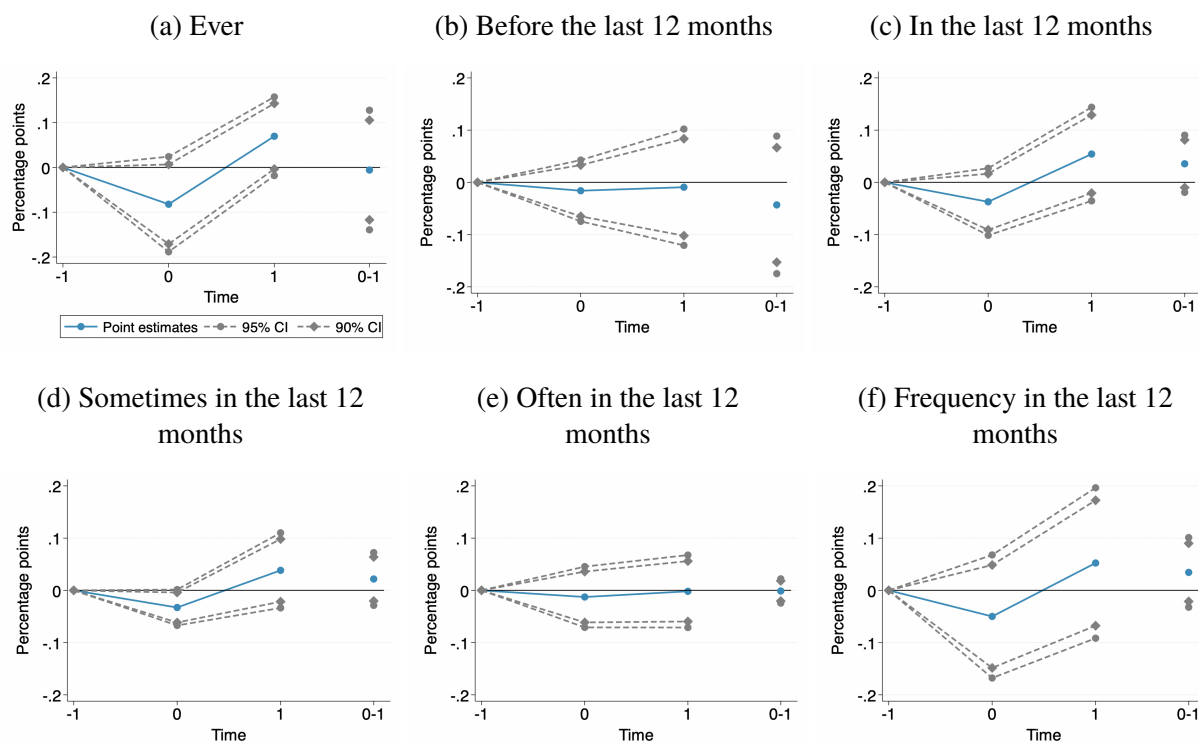 (a) Ever
(b) Before the last 12 months
(c) In the last 12 months
Percentage points
.2
.1
0
-.1
-.2
-1
0
1
0-1
Time
Point estimates
95% CI
90% CI
Percentage points
.2
.1
0
-.1
-.2
-1
0
1
0-1
Time
Percentage points
.2
.1
0
-.1
-.2
-1
0
1
0-1
Time
(d) Sometimes in the last 12
months
(e) Often in the last 12
months
(f) Frequency in the last 12
months
Percentage points
.2
.1
0
-.1
-.2
-1
0
1
0-1
Time
Percentage points
.2
.1
0
-.1
-.2
-1
0
1
0-1
Time
Percentage points
.2
.1
0
-.1
-.2
-1
0
1
0-1
Time